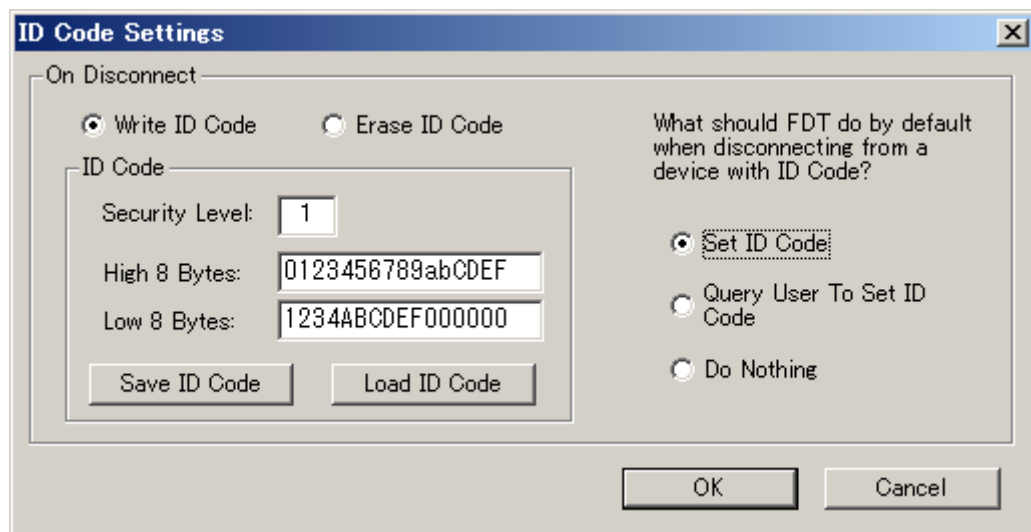 ID Code Settings
On Disconnect
Write ID Code
Erase ID Code
ID Code
Security Level:
1
High 8 Bytes:
0123456789abCDEF
Low 8 Bytes:
1234ABCDEF000000
Save ID Code
Load ID Code
What should FDT do by default
when disconnecting from a
device with ID Code?
Set ID Code
Query User To Set ID
Code
Do Nothing
OK
Cancel